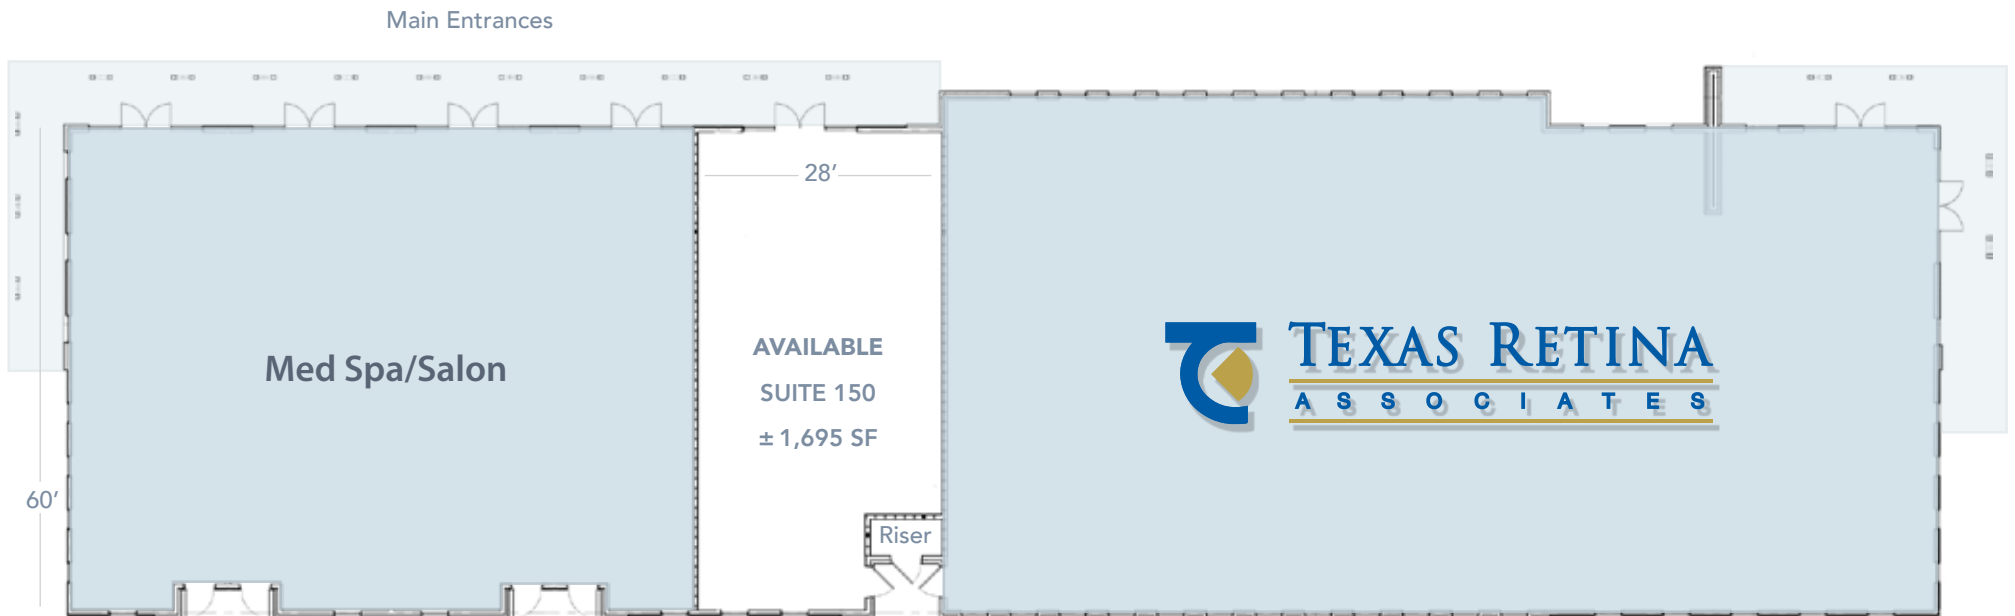 Main Entrances
28’
AVAILABLE
SUITE 150
± 1,695 SF
Med Spa/Salon
TEXAS RETINA
ASSOCIATES
60’
Riser